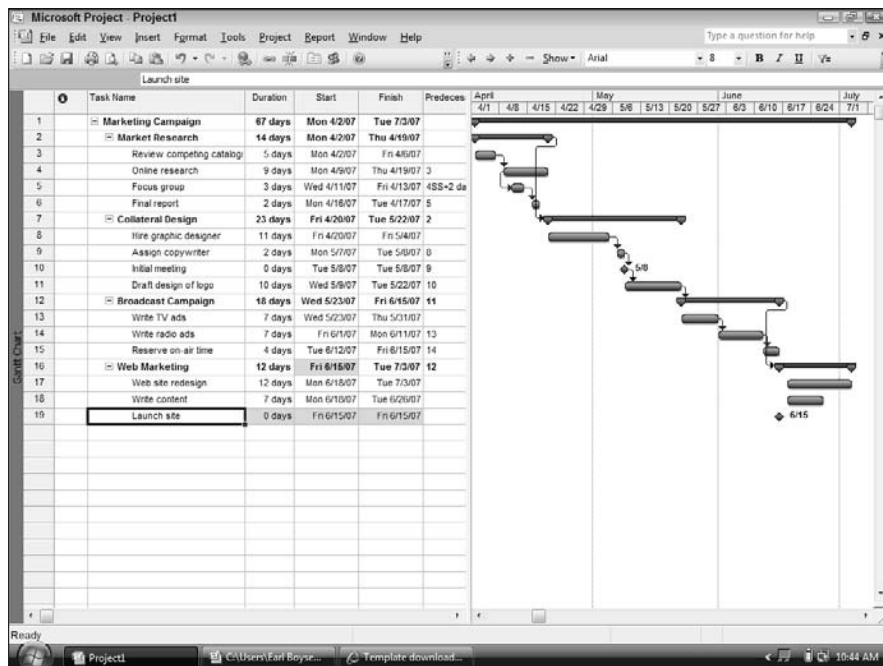 Microsoft Project - Project1
File Edit View Insert Format Tools Project Report Window Help Type a question for help
Show Arial 8 B I U
Launch site
Task Name Duration Start Finish Predeces April May June July
4/1 4/8 4/15 4/22 4/29 5/6 5/13 5/20 5/27 6/3 6/10 6/17 6/24 7/1
1 Marketing Campaign 67 days Mon 4/2/07 Tue 7/3/07
2 Market Research 14 days Mon 4/2/07 Thu 4/19/07
3 Review competing catalog 5 days Mon 4/2/07 Fri 4/6/07
4 Online research 9 days Mon 4/9/07 Thu 4/19/07 3
5 Focus group 3 days Wed 4/11/07 Fri 4/13/07 4SS+2 da
6 Final report 2 days Mon 4/16/07 Tue 4/17/07 5
7 Collateral Design 23 days Fri 4/20/07 Tue 5/22/07 2
8 Hire graphic designer 11 days Fri 4/20/07 Fri 5/4/07
9 Assign copywriter 2 days Mon 5/7/07 Tue 5/8/07 8
10 Initial meeting 0 days Tue 5/8/07 Tue 5/8/07 9 5/8
11 Draft design of logo 10 days Wed 5/9/07 Tue 5/22/07 10
12 Broadcast Campaign 18 days Wed 5/23/07 Fri 6/15/07 11
13 Write TV ads 7 days Wed 5/23/07 Thu 5/31/07
14 Write radio ads 7 days Fri 6/1/07 Mon 6/11/07 13
15 Reserve on-air time 4 days Tue 6/12/07 Fri 6/15/07 14
16 Web Marketing 12 days Fri 6/15/07 Tue 7/3/07 12
17 Web site redesign 12 days Mon 6/18/07 Tue 7/3/07
18 Write content 7 days Mon 6/18/07 Tue 6/26/07
19 Launch site 0 days Fri 6/15/07 Fri 6/15/07 6/15
Gantt Chart
Ready
Project1 C:\Users\Earl Boyse... Template download... 10:44 AM